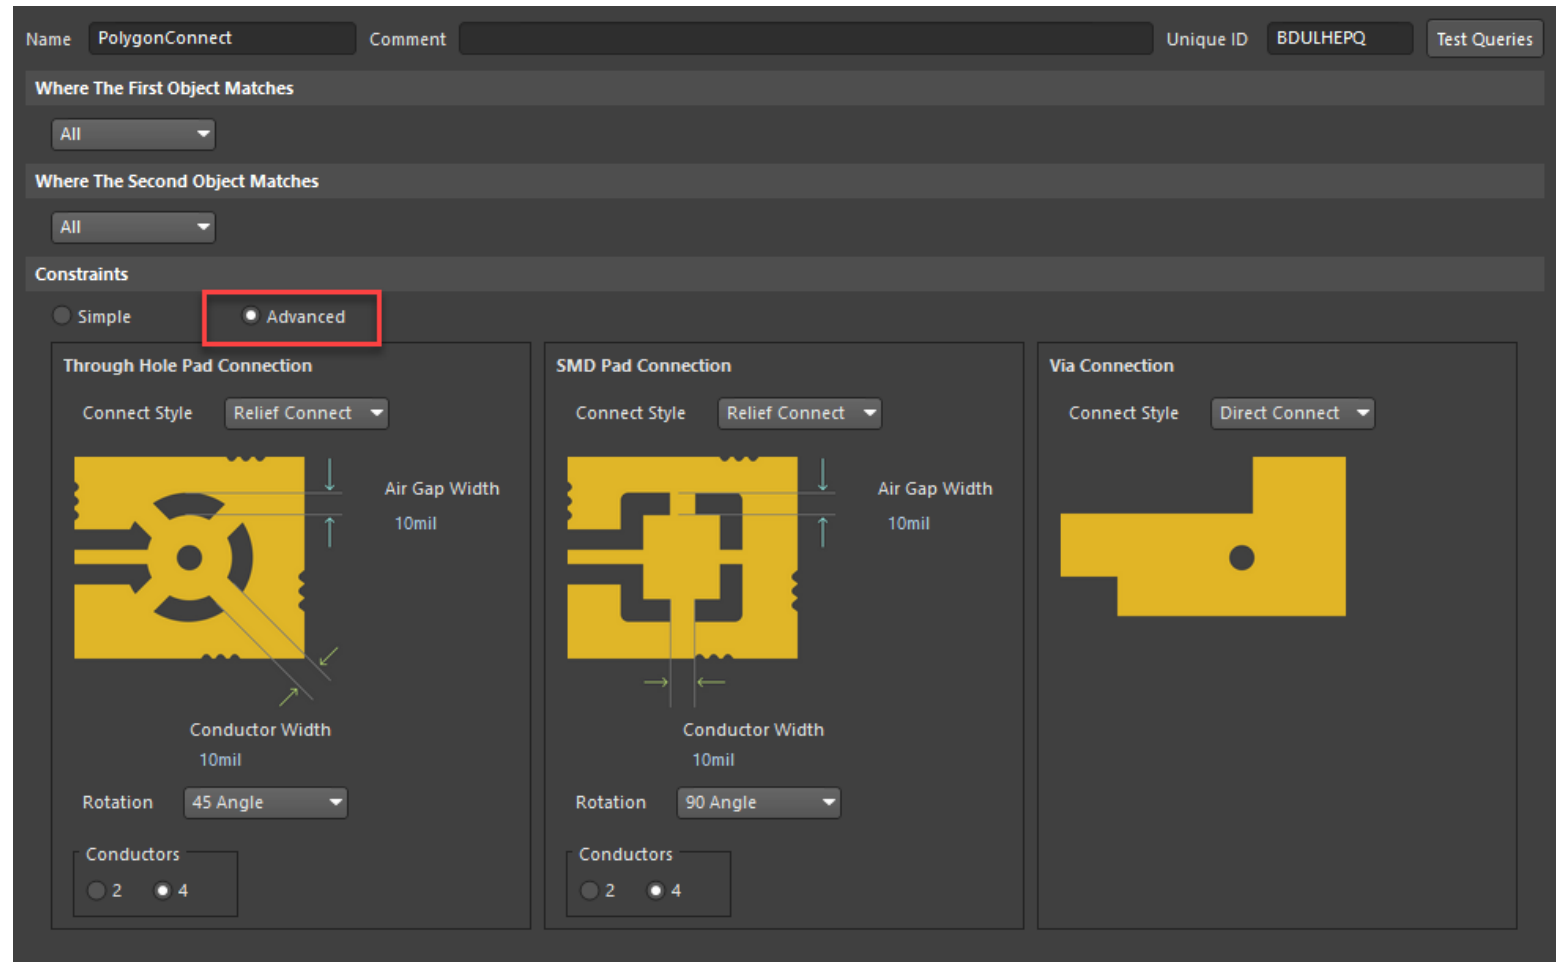 Name PolygonConnect Comment Unique ID BDULHEPQ Test Queries
Where The First Object Matches
All
Where The Second Object Matches
All
Constraints
Simple Advanced
Through Hole Pad Connection
Connect Style Relief Connect
Air Gap Width
10mil
Conductor Width
10mil
Rotation 45 Angle
Conductors
2 4
SMD Pad Connection
Connect Style Relief Connect
Air Gap Width
10mil
Conductor Width
10mil
Rotation 90 Angle
Conductors
2 4
Via Connection
Connect Style Direct Connect